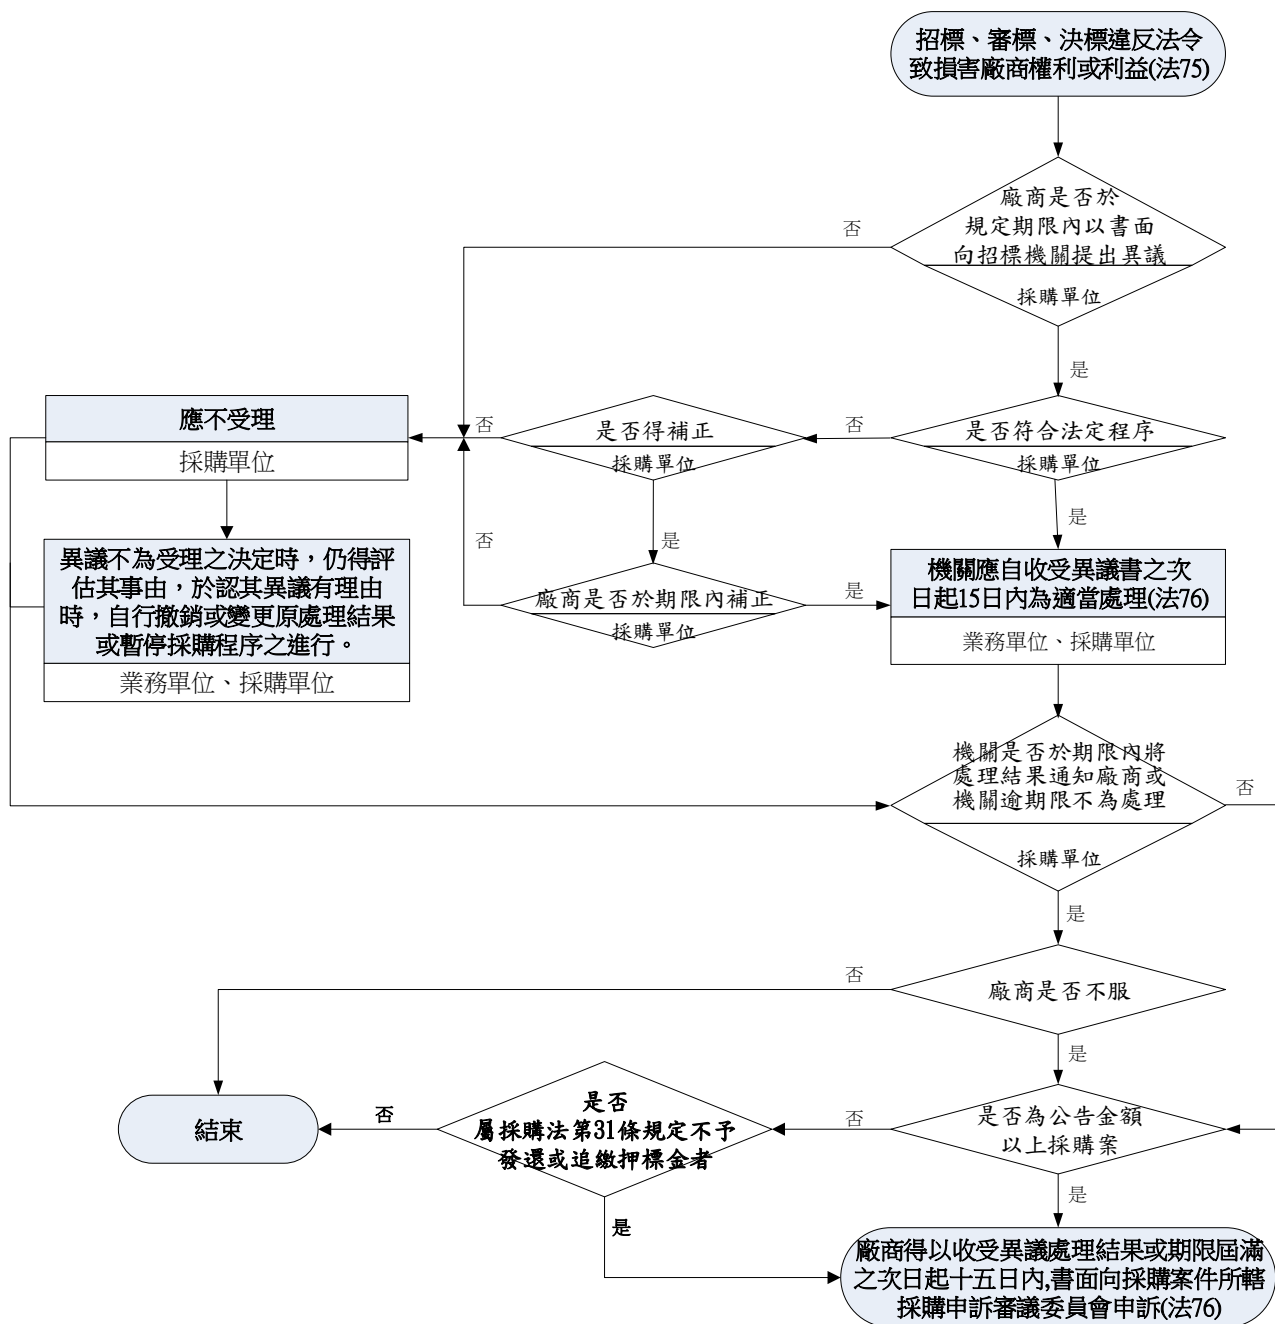 招標、審標、決標違反法令
致損害廠商權利或利益(法75)
廠商是否於
規定期限內以書面
向招標機關提出異議
採購單位
否
是
應不受理
採購單位
否
是否得補正
採購單位
否
是否符合法定程序
採購單位
是
是
異議不為受理之決定時，仍得評
估其事由，於認其異議有理由
時，自行撤銷或變更原處理結果
或暫停採購程序之進行。
業務單位、採購單位
否
廠商是否於期限內補正
採購單位
是
機關應自收受異議書之次
日起15日內為適當處理(法76)
業務單位、採購單位
機關是否於期限內將
處理結果通知廠商或
機關逾期限不為處理
採購單位
否
是
否
廠商是否不服
是
結束
否
是否
屬採購法第31條規定不予
發還或追繳押標金者
否
是否為公告金額
以上採購案
是
是
廠商得以收受異議處理結果或期限屆滿
之次日起十五日內,書面向採購案件所轄
採購申訴審議委員會申訴(法76)